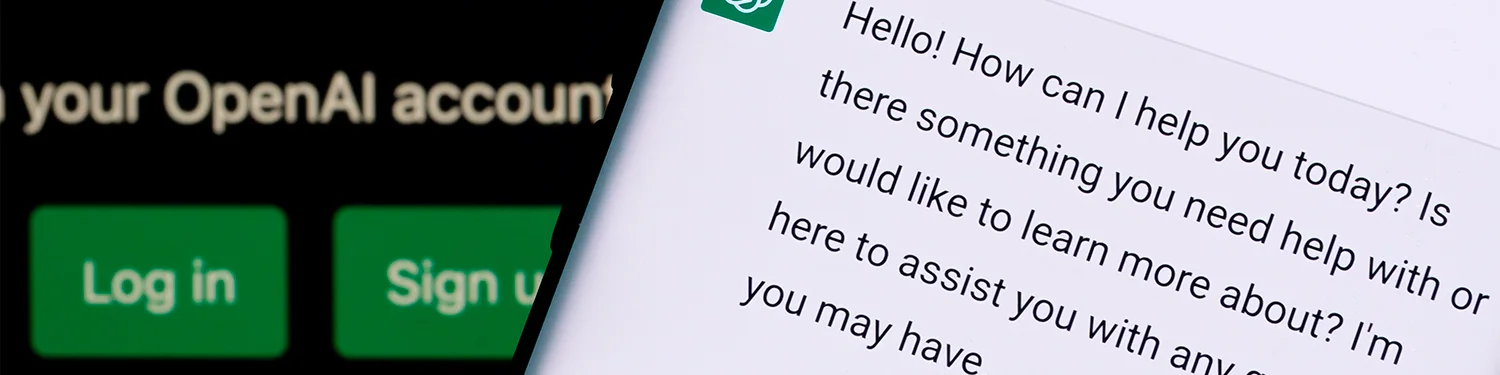 your OpenAI account
Log in
Sign u
Hello! How can I help you today? Is
there something you need help with or
would like to learn more about? I'm
here to assist you with any
you may have